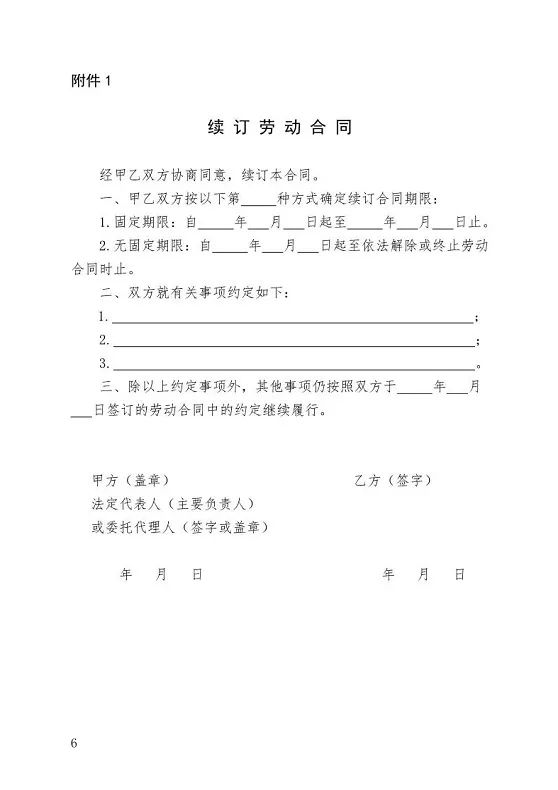 附件 1
续 订 劳 动 合 同
经甲乙双方协商同意，续订本合同。
一、甲乙双方按以下第_____种方式确定续订合同期限：
1.固定期限：自_____年___月___日起至_____年___月___日止。
2.无固定期限：自_____年___月___日起至依法解除或终止劳动
合同时止。
二、双方就有关事项约定如下：
1.___________________________________________________；
2.___________________________________________________；
3.___________________________________________________。
三、除以上约定事项外，其他事项仍按照双方于_____年___月
___日签订的劳动合同中的约定继续履行。
甲方（盖章） 乙方（签字）
法定代表人（主要负责人）
或委托代理人（签字或盖章）
年 月 日 年 月 日
6